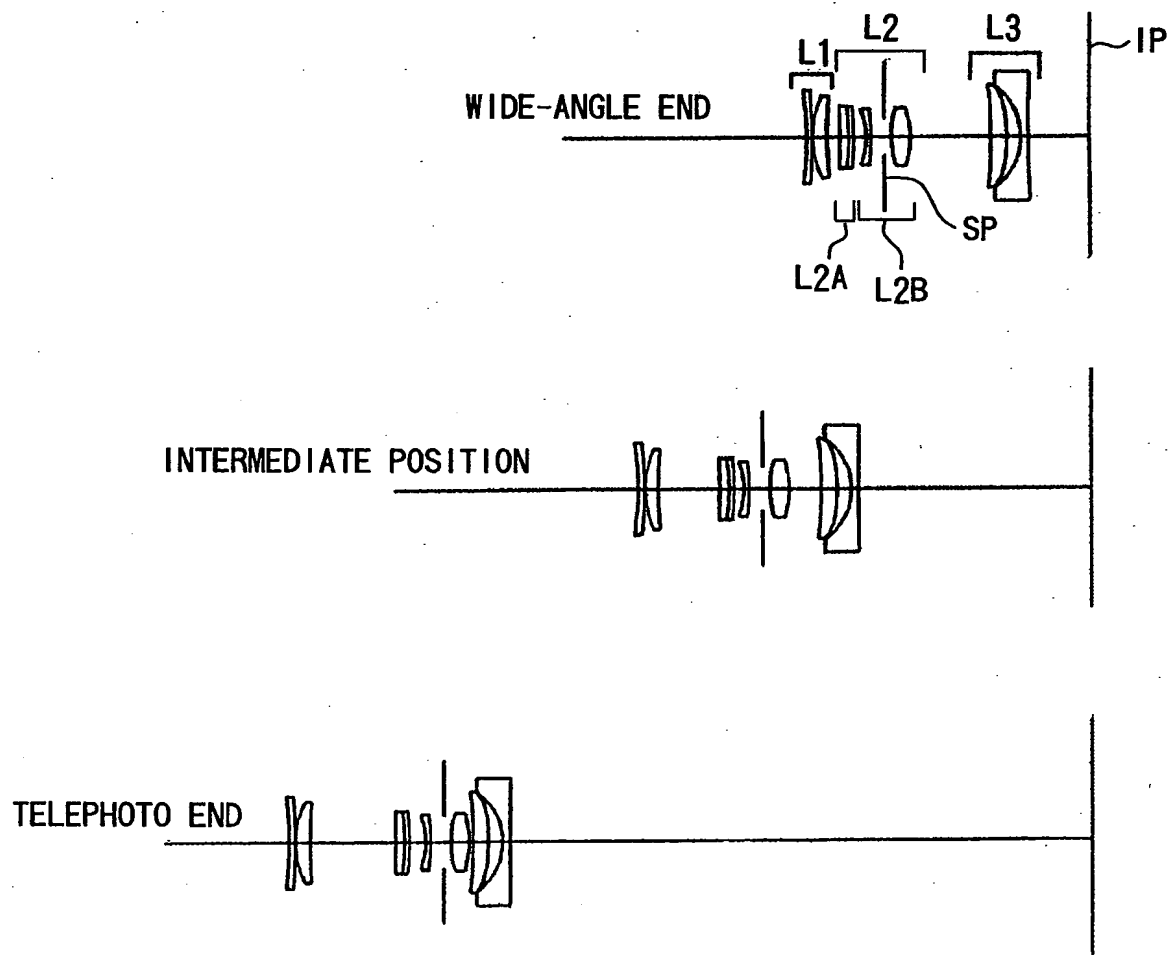 L1
L2
L3
IP
WIDE-ANGLE END
SP
L2A
L2B
INTERMEDIATE POSITION
TELEPHOTO END